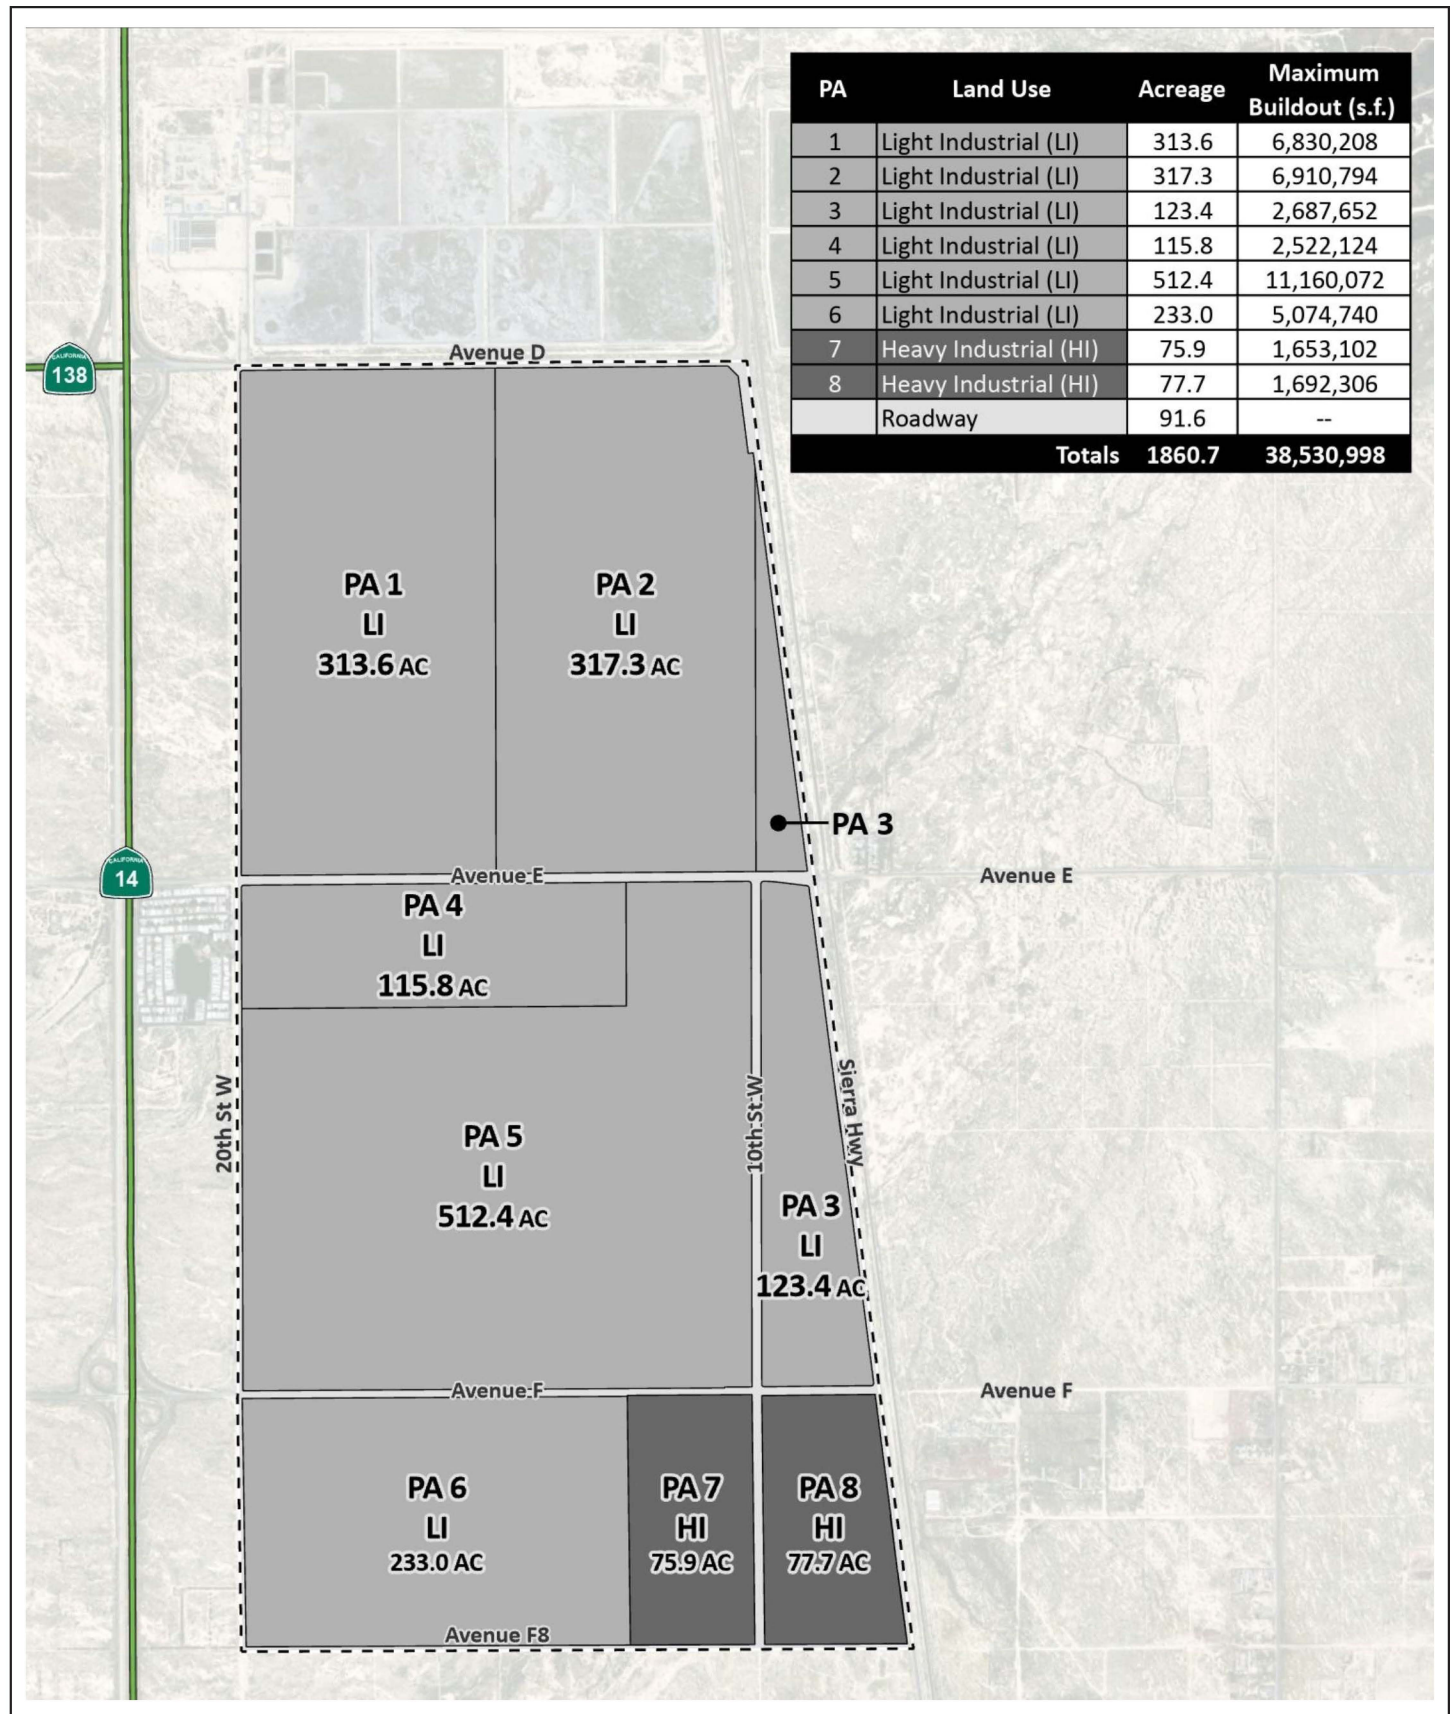 PA Land Use Acreage Maximum Buildout (s.f.)
1 Light Industrial (LI) 313.6 6,830,208
2 Light Industrial (LI) 317.3 6,910,794
3 Light Industrial (LI) 123.4 2,687,652
4 Light Industrial (LI) 115.8 2,522,124
5 Light Industrial (LI) 512.4 11,160,072
6 Light Industrial (LI) 233.0 5,074,740
7 Heavy Industrial (HI) 75.9 1,653,102
8 Heavy Industrial (HI) 77.7 1,692,306
Roadway 91.6 --
Totals 1860.7 38,530,998
Avenue D
CALIFORNIA
138
PA 1
LI
313.6 AC
PA 2
LI
317.3 AC
PA 3
CALIFORNIA
14
Avenue E
Avenue E
PA 4
LI
115.8 AC
20th St W
PA 5
LI
512.4 AC
10th St W
Sierra Hwy
PA 3
LI
123.4 AC
Avenue F
Avenue F
PA 6
LI
233.0 AC
PA 7
HI
75.9 AC
PA 8
HI
77.7 AC
Avenue F8